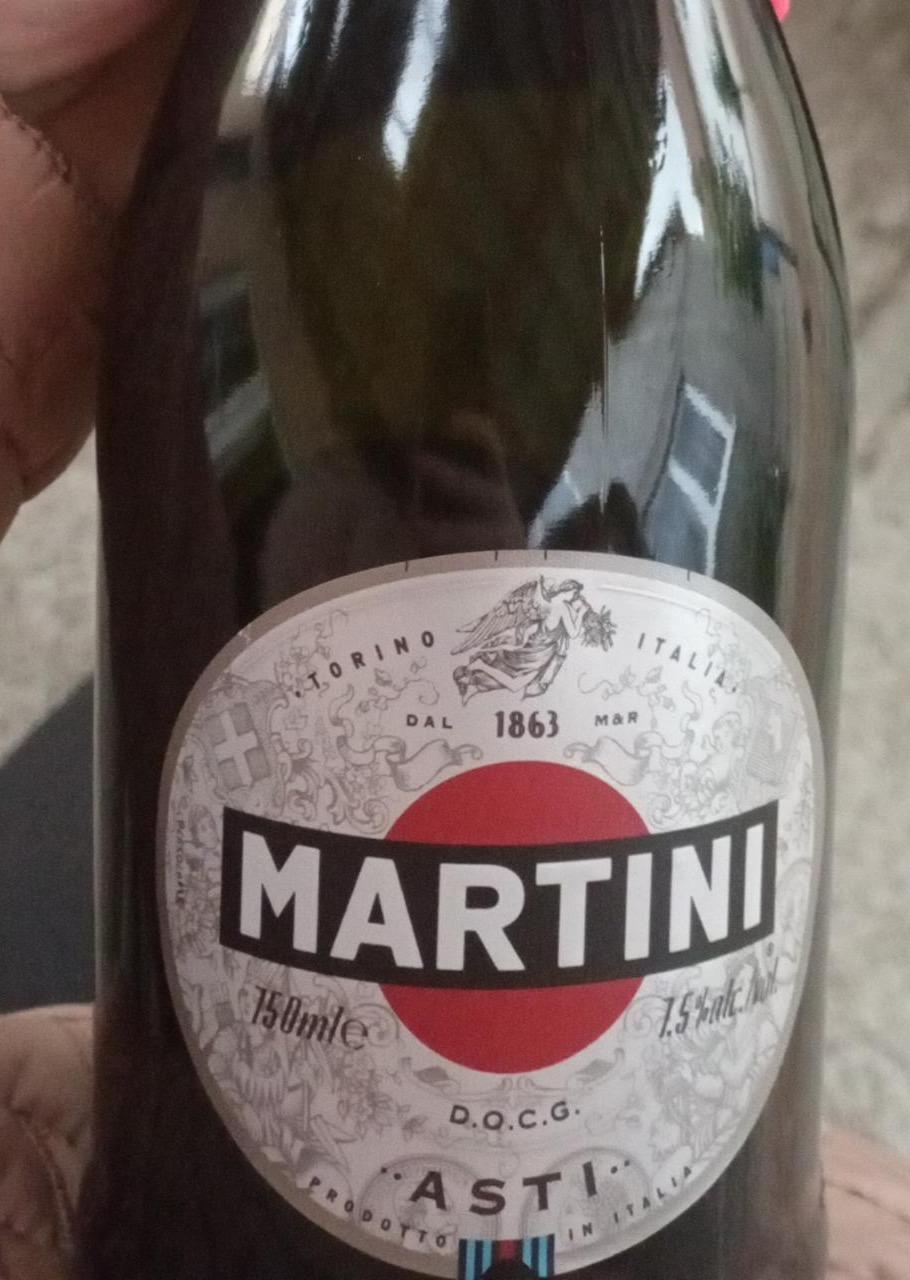 TORINO ITALIA
DAL 1863 M&R
MARTINI
750ml e 7.5%alc./vol.
D.O.C.G.
ASTI
PRODOTTO IN ITALIA